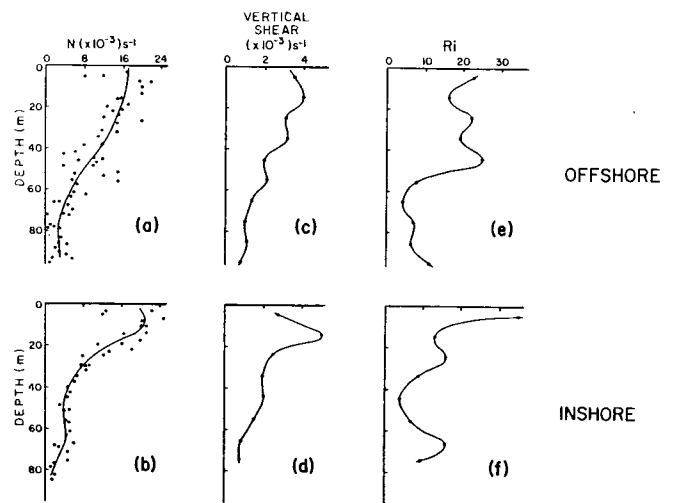 N (x10⁻³) s⁻¹
0 8 16 24
VERTICAL
SHEAR
(x10⁻³) s⁻¹
0 2 4
Ri
10 20 30
DEPTH (m)
0
20
40
60
80
(a)
(c)
(e)
OFFSHORE
DEPTH (m)
0
20
40
60
80
(b)
(d)
(f)
INSHORE